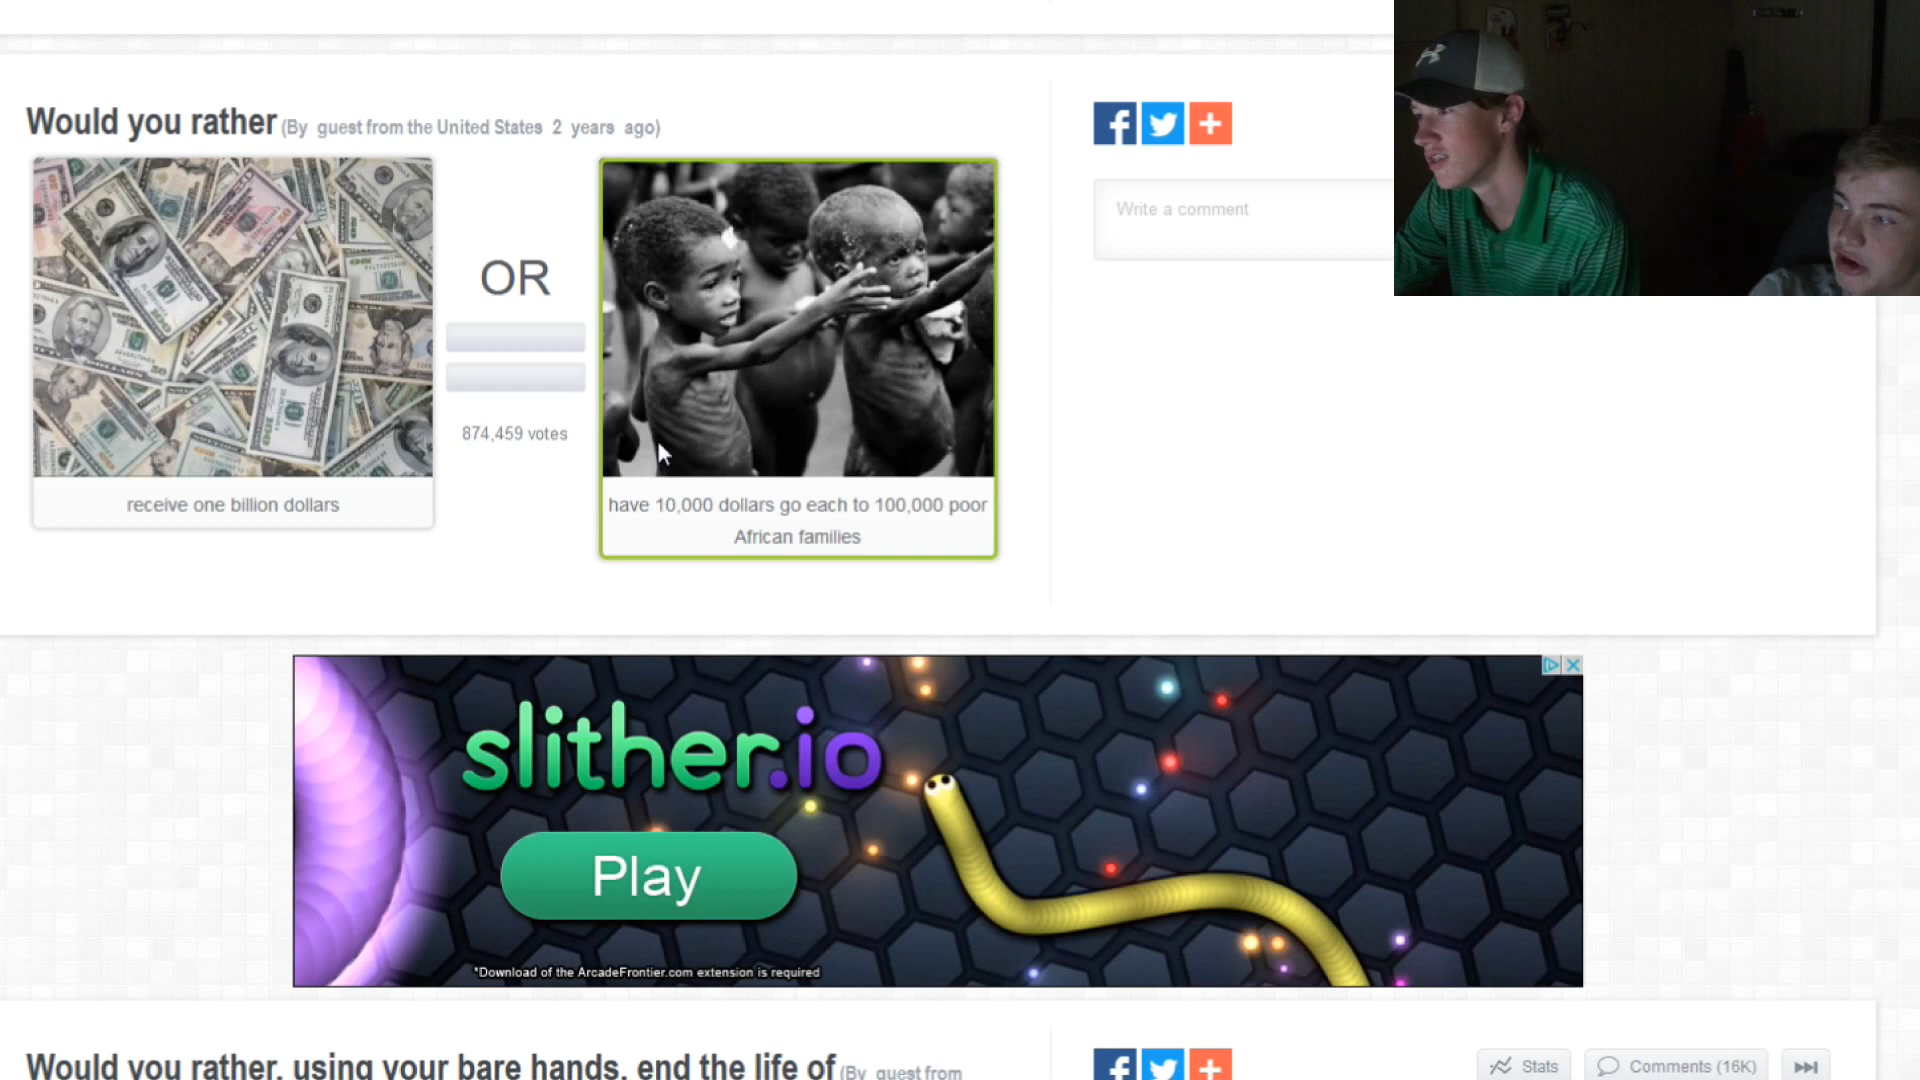 Would you rather (By guest from the United States 2 years ago)
OR
874,459 votes
receive one billion dollars
have 10,000 dollars go each to 100,000 poor
African families
Write a comment
slither.io
Play
*Download of the ArcadeFrontier.com extension is required
Would you rather, using your bare hands, end the life of (By guest from
Stats
Comments (16K)